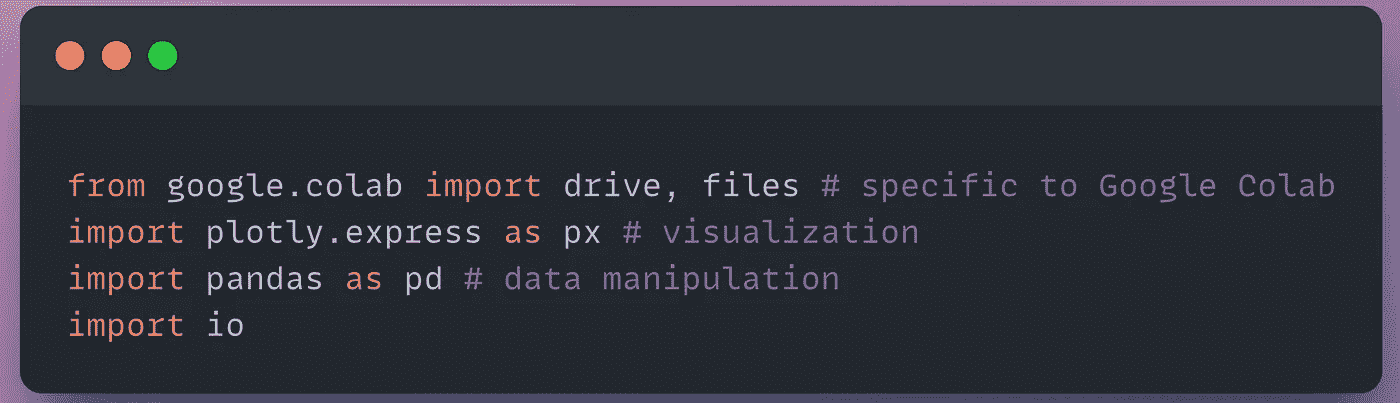 from google.colab import drive, files # specific to Google Colab
import plotly.express as px # visualization
import pandas as pd # data manipulation
import io